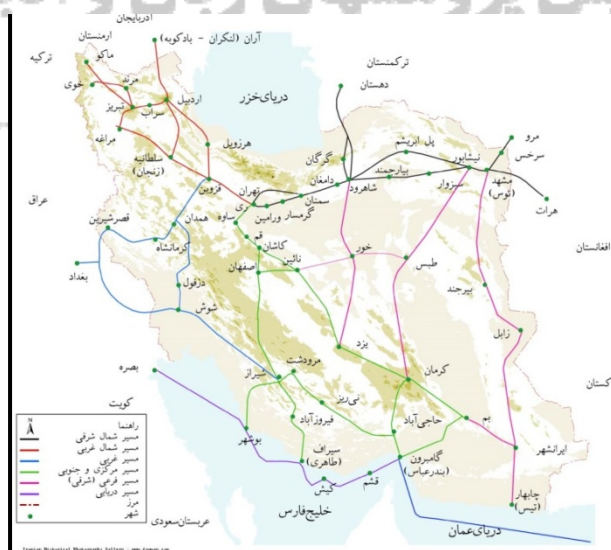 آذربایجان
آران (لنکران - بادکوبه)
ارمنستان
ترکیه
ماکو
خوی
مرند
تبریز
سراب
اردبیل
مراغه
سلطانیه
(زنجان)
هرزویل
قزوین
دریای خزر
ترکمنستان
دهستان
گرگان
پل ابریشم
مرو
سرخس
نیشابور
مشهد
(توس)
هرات
بیارجمند
سبزوار
شاهرود
دامغان
سمنان
گرمسار
ورامین
تهران
ری
ساوه
قم
کاشان
نائین
اصفهان
عراق
قصرشیرین
همدان
کرمانشاه
بغداد
دزفول
شوش
خور
طبس
افغانستان
بیرجند
زابل
یزد
کرمان
شیراز
مرودشت
نی‌ریز
فیروزآباد
حاجی‌آباد
بم
ایرانشهر
کستان
بصره
کویت
بوشهر
سیراف
(طاهری)
کیش
قشم
گامبرون
(بندرعباس)
چابهار
(تیس)
خلیج‌فارس
دریای‌عمان
عربستان‌سعودی
N
راهنما
مسیر شمال شرقی
مسیر شمال غربی
مسیر غربی
مسیر مرکزی و جنوبی
مسیر فرعی (شرقی)
مسیر دریایی
مرز
شهر